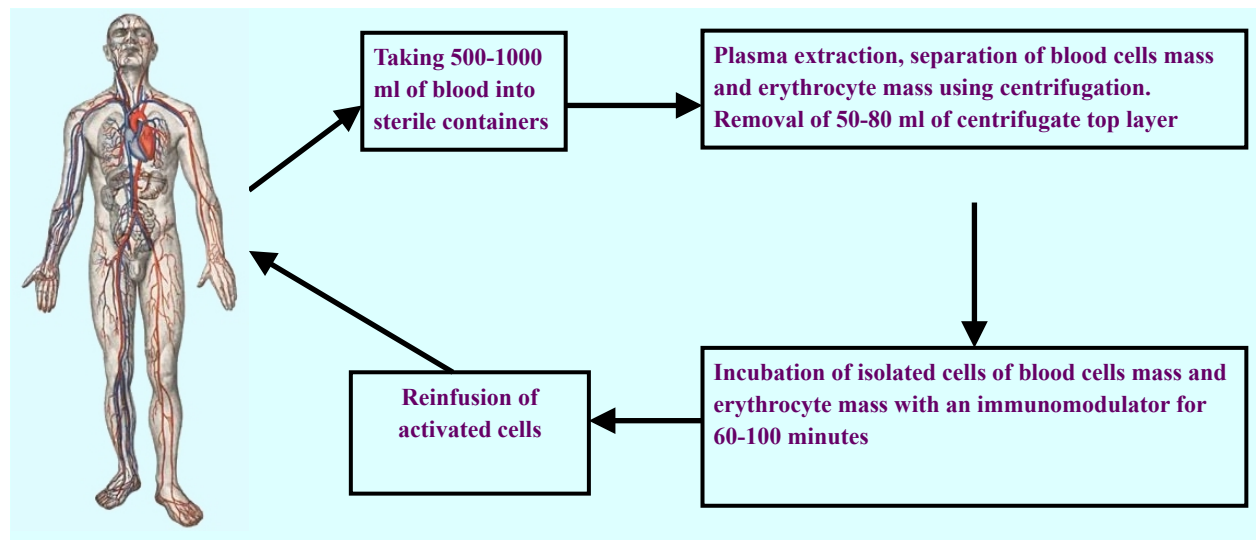 Taking 500-1000
ml of blood into
sterile containers
Plasma extraction, separation of blood cells mass
and erythrocyte mass using centrifugation.
Removal of 50-80 ml of centrifugate top layer
Incubation of isolated cells of blood cells mass and
erythrocyte mass with an immunomodulator for
60-100 minutes
Reinfusion of
activated cells